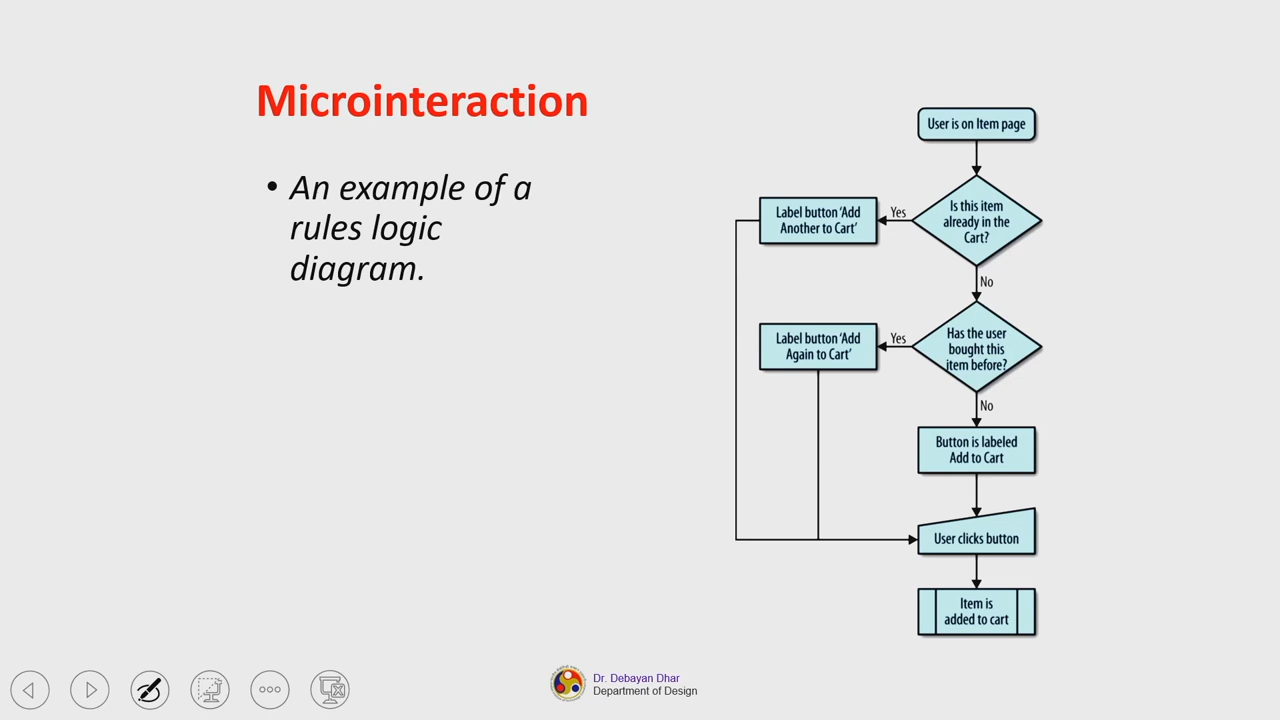 Microinteraction
• An example of a
rules logic
diagram.
User is on Item page
Is this item
already in the
Cart?
Yes
Label button ‘Add
Another to Cart’
No
Has the user
bought this
item before?
Yes
Label button ‘Add
Again to Cart’
No
Button is labeled
Add to Cart
User clicks button
Item is
added to cart
Dr. Debayan Dhar
Department of Design